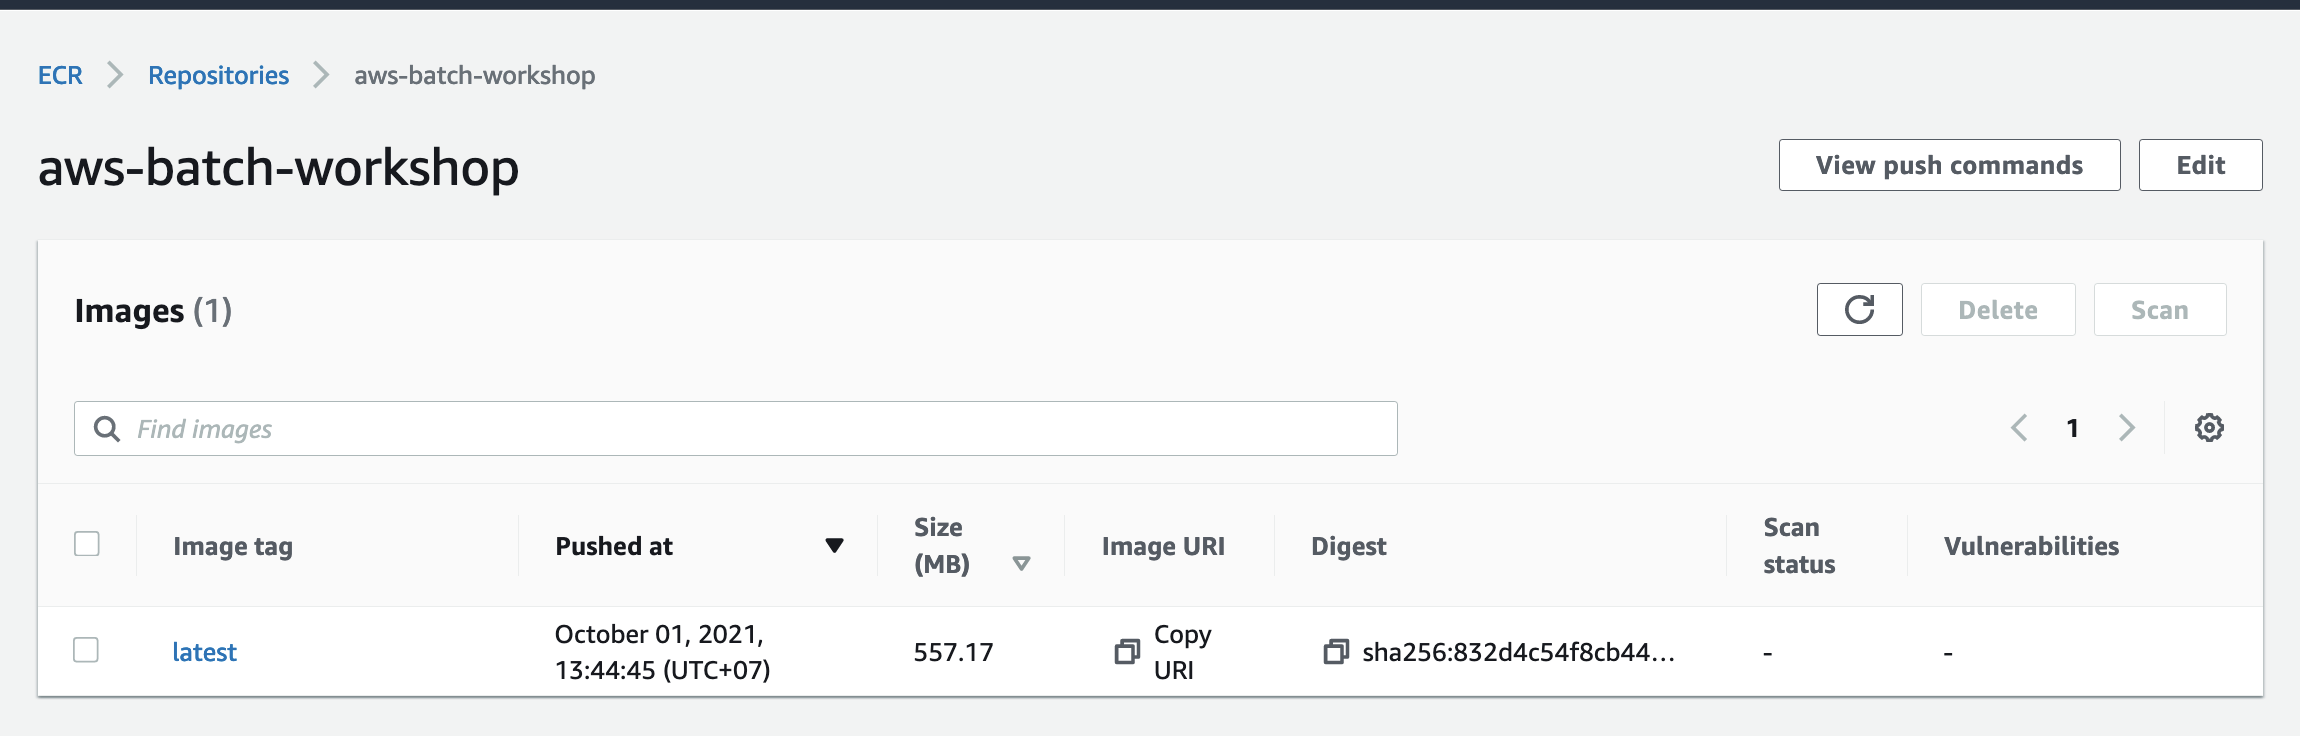 ECR > Repositories > aws-batch-workshop
aws-batch-workshop
View push commands
Edit
Images (1)
Delete
Scan
Find images
1
Image tag
Pushed at
Size
(MB)
Image URI
Digest
Scan
status
Vulnerabilities
latest
October 01, 2021,
13:44:45 (UTC+07)
557.17
Copy
URI
sha256:832d4c54f8cb44...
-
-